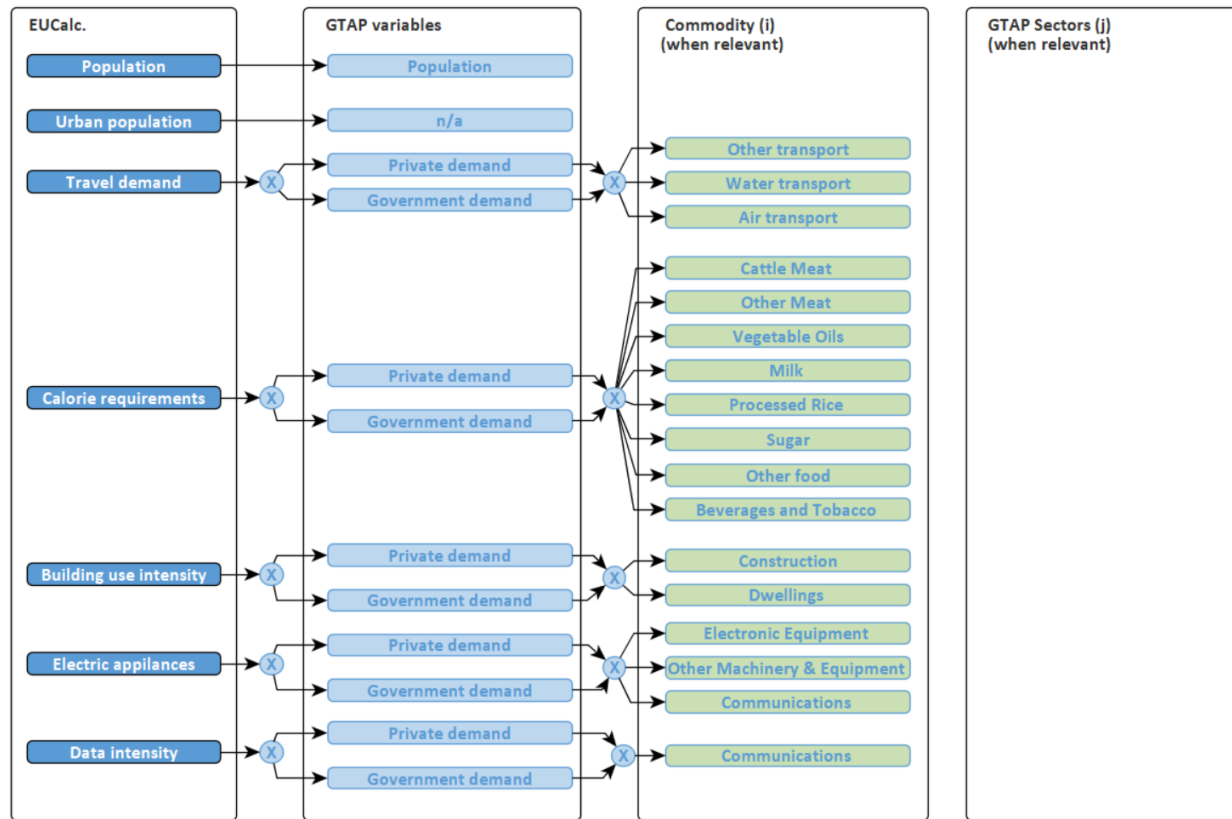 EUCalc.
GTAP variables
Commodity (i)
(when relevant)
GTAP Sectors (j)
(when relevant)
Population
Population
Urban population
n/a
Travel demand
X
Private demand
Government demand
X
Other transport
Water transport
Air transport
Calorie requirements
X
Private demand
Government demand
X
Cattle Meat
Other Meat
Vegetable Oils
Milk
Processed Rice
Sugar
Other food
Beverages and Tobacco
Building use intensity
X
Private demand
Government demand
X
Construction
Dwellings
Electric appliances
X
Private demand
Government demand
X
Electronic Equipment
Other Machinery & Equipment
Communications
Data intensity
X
Private demand
Government demand
X
Communications